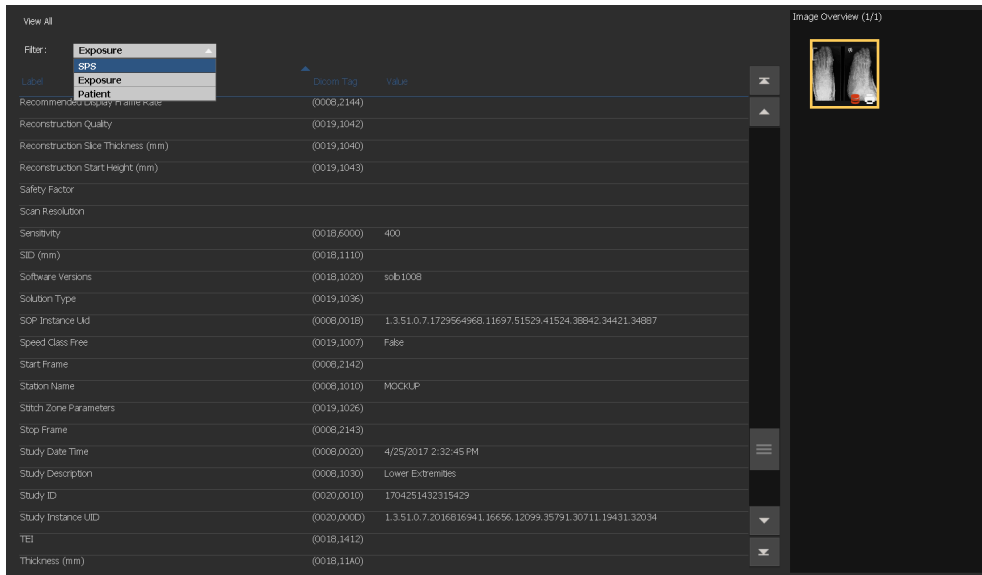 View All
Image Overview (1/1)
Filter: Exposure
SPS
Exposure
Patient
Label Dicom Tag Value
Recommended Display Frame Rate (0008,2144)
Reconstruction Quality (0019,1042)
Reconstruction Slice Thickness (mm) (0019,1040)
Reconstruction Start Height (mm) (0019,1043)
Safety Factor
Scan Resolution
Sensitivity (0018,6000) 400
SID (mm) (0018,1110)
Software Versions (0018,1020) solb1008
Solution Type (0019,1036)
SOP Instance Uid (0008,0018) 1.3.51.0.7.1729564968.11697.51529.41524.38842.34421.34887
Speed Class Free (0019,1007) False
Start Frame (0008,2142)
Station Name (0008,1010) MOCKUP
Stitch Zone Parameters (0019,1026)
Stop Frame (0008,2143)
Study Date Time (0008,0020) 4/25/2017 2:32:45 PM
Study Description (0008,1030) Lower Extremities
Study ID (0020,0010) 1704251432315429
Study Instance UID (0020,000D) 1.3.51.0.7.2016816941.16656.12099.35791.30711.19431.32034
TEI (0018,1412)
Thickness (mm) (0018,11A0)